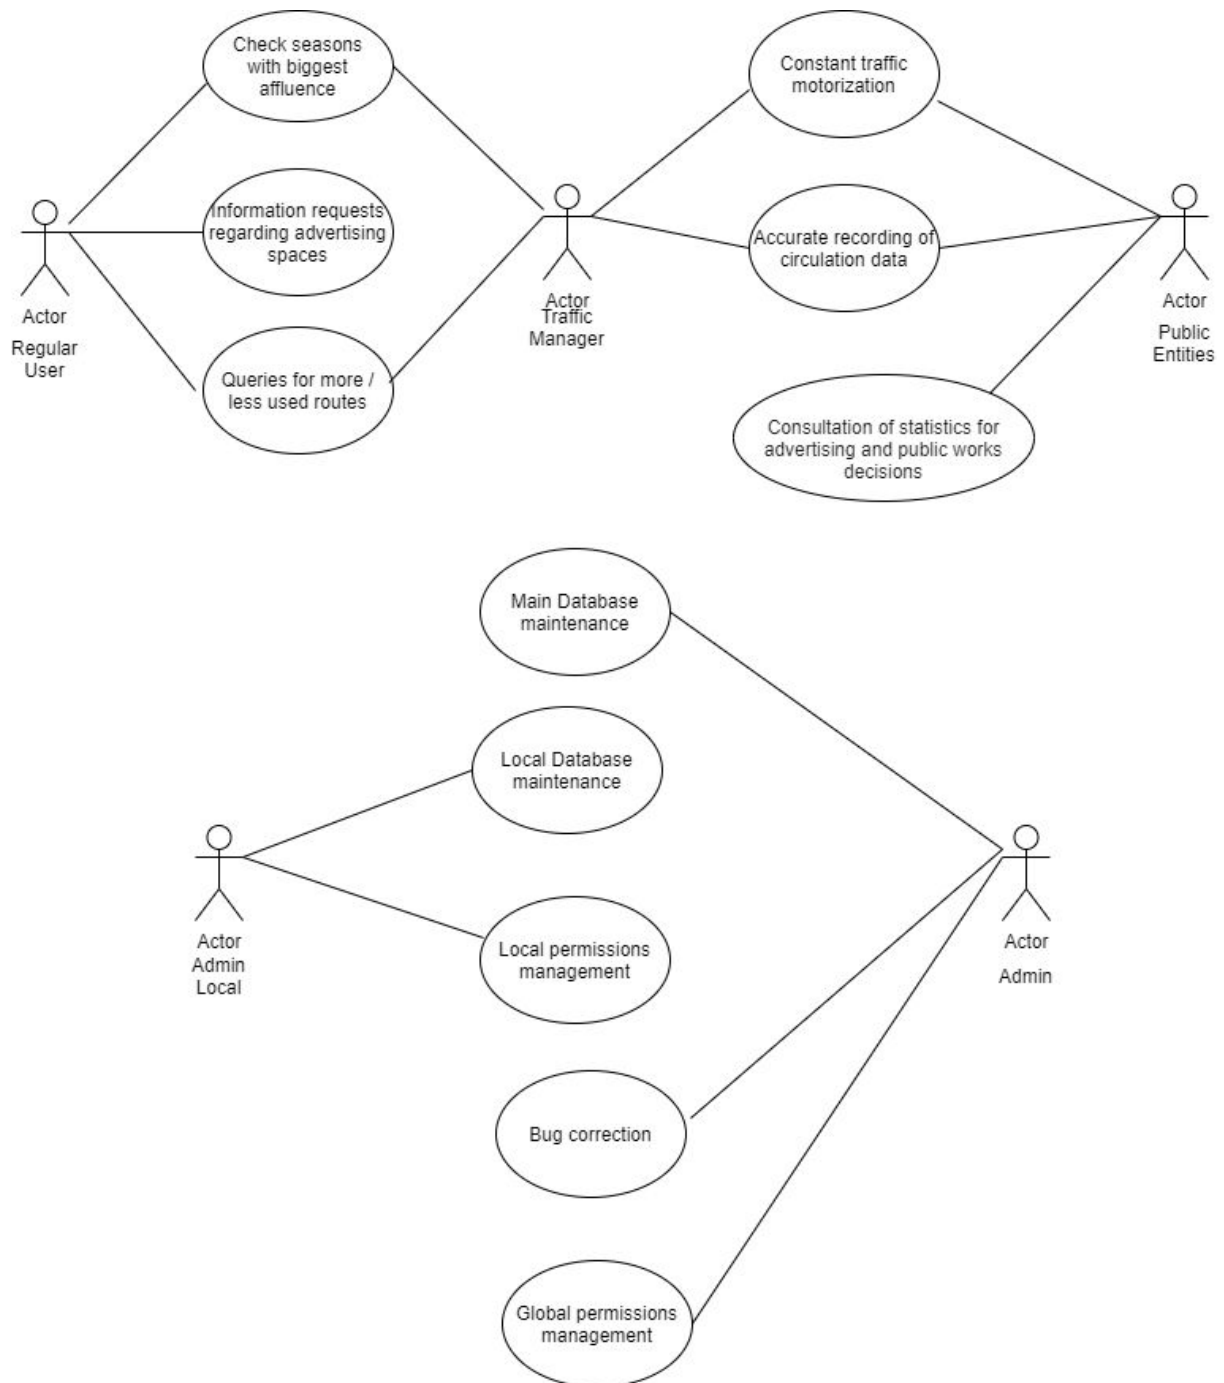 Check seasons
with biggest
affluence
Constant traffic
motorization
Information requests
regarding advertising
spaces
Accurate recording of
circulation data
Actor
Regular
User
Actor
Traffic
Manager
Actor
Public
Entities
Queries for more /
less used routes
Consultation of statistics for
advertising and public works
decisions
Main Database
maintenance
Local Database
maintenance
Actor
Admin
Local
Local permissions
management
Actor
Admin
Bug correction
Global permissions
management